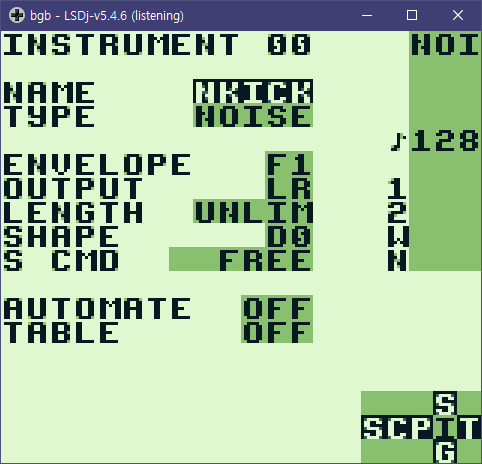 bgb - LSDj-v5.4.6 (listening)
INSTRUMENT 00 NOI
NAME NKICK
TYPE NOISE
♪128
ENVELOPE F1
OUTPUT LR 1
LENGTH UNLIM 2
SHAPE D0 W
S CMD FREE N
AUTOMATE OFF
TABLE OFF
S
SCPIT
G